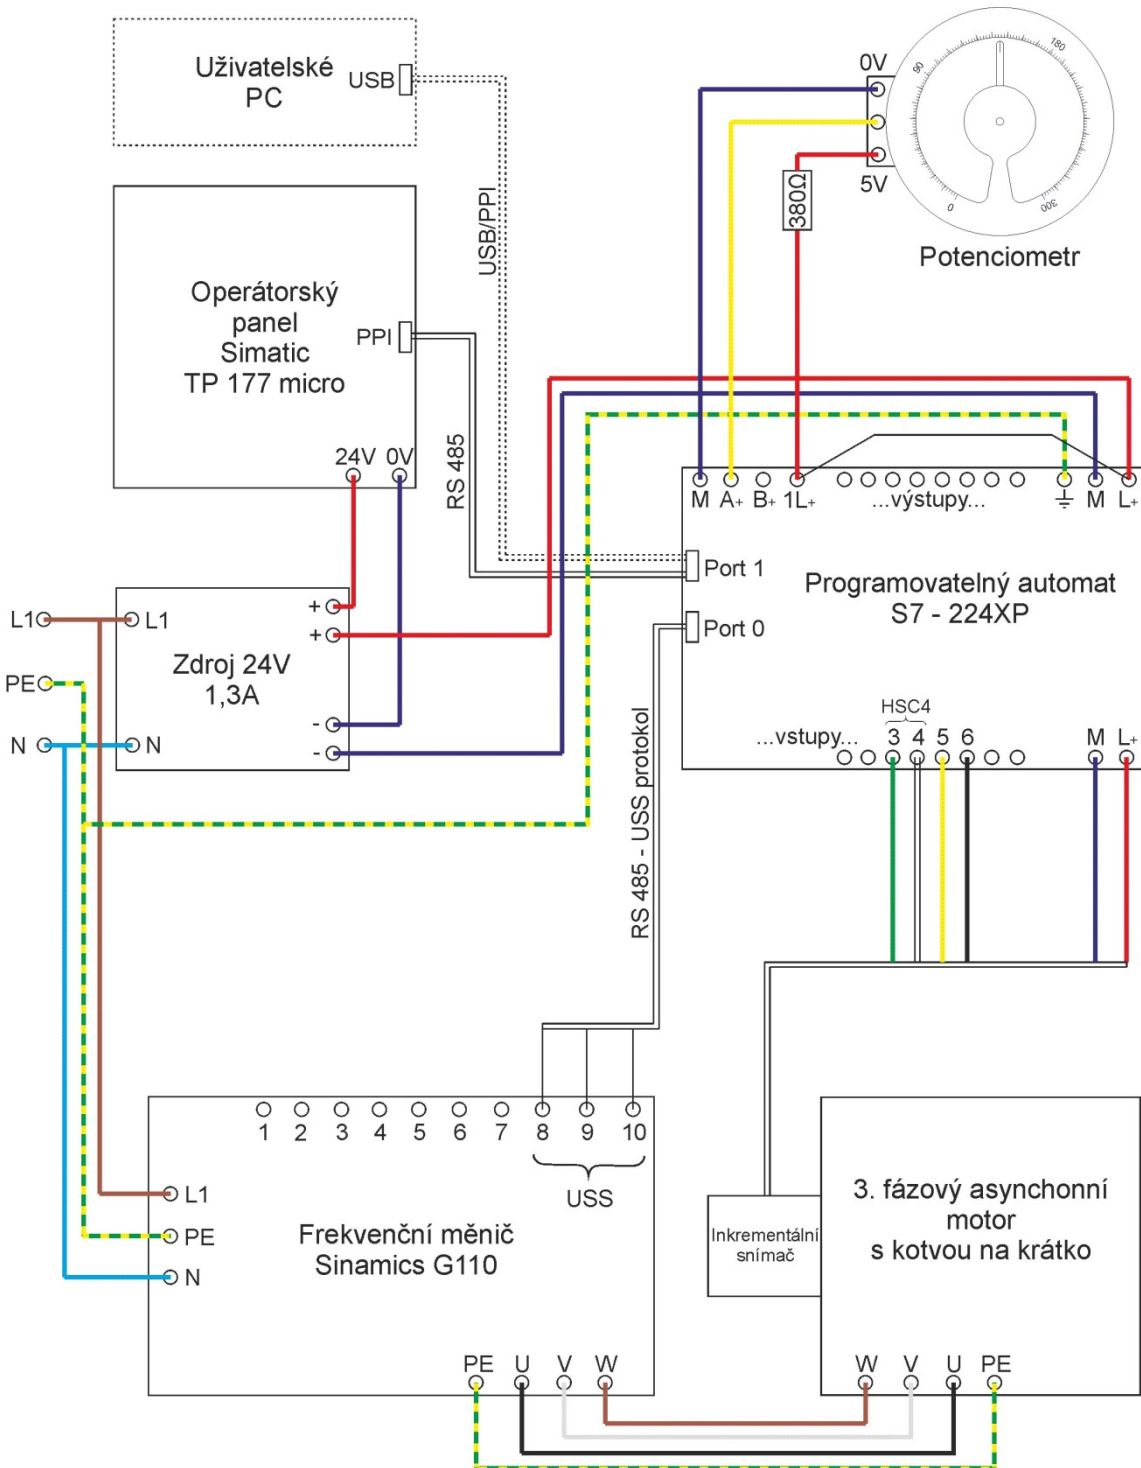 Uživatelské
PC
USB
USB/PPI
0V
5V
380Ω
0
90
180
300
Potenciometr
Operátorský
panel
Simatic
TP 177 micro
PPI
24V 0V
RS 485
M A+ B+ 1L+ ...výstupy... M L+
Port 1
Port 0
Programovatelný automat
S7 - 224XP
HSC4
...vstupy... 3 4 5 6 M L+
L1
PE
N
L1
N
Zdroj 24V
1,3A
+
+
-
-
RS 485 - USS protokol
1 2 3 4 5 6 7 8 9 10
USS
L1
PE
N
Frekvenční měnič
Sinamics G110
PE U V W
Inkrementální
snímač
3. fázový asynchonní
motor
s kotvou na krátko
W V U PE